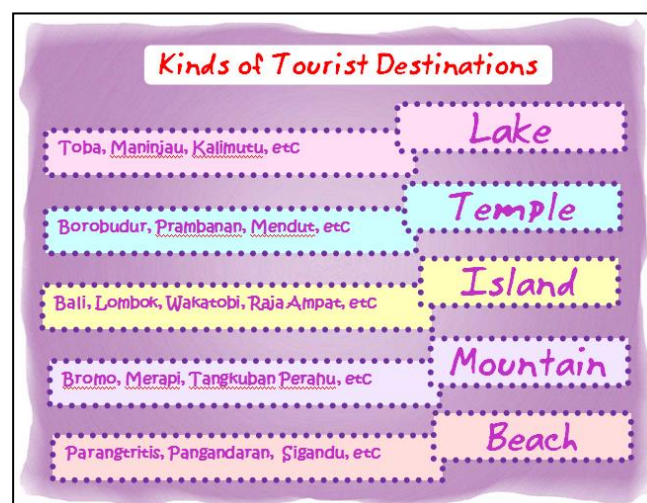 Kinds of Tourist Destinations
Lake
Toba, Maninjau, Kalimutu, etc
Temple
Borobudur, Prambanan, Mendut, etc
Island
Bali, Lombok, Wakatobi, Raja Ampat, etc
Mountain
Bromo, Merapi, Tangkuban Perahu, etc
Beach
Parangtritis, Pangandaran, Sigandu, etc